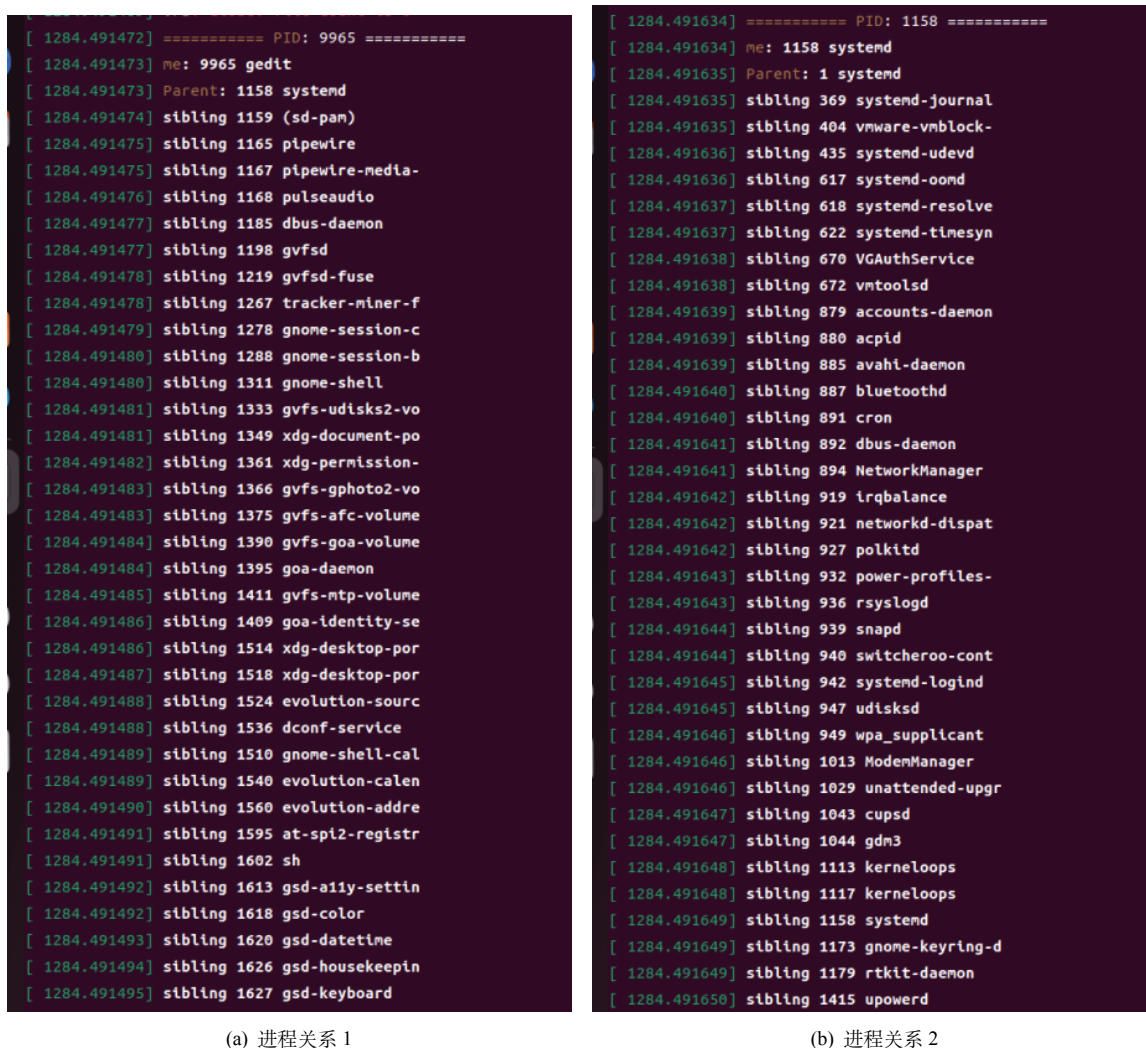 [ 1284.491472] =========== PID: 9965 ===========
[ 1284.491473] me: 9965 gedit
[ 1284.491473] Parent: 1158 systemd
[ 1284.491474] sibling 1159 (sd-pam)
[ 1284.491475] sibling 1165 pipewire
[ 1284.491475] sibling 1167 pipewire-media-
[ 1284.491476] sibling 1168 pulseaudio
[ 1284.491477] sibling 1185 dbus-daemon
[ 1284.491477] sibling 1198 gvfsd
[ 1284.491478] sibling 1219 gvfsd-fuse
[ 1284.491478] sibling 1267 tracker-miner-f
[ 1284.491479] sibling 1278 gnome-session-c
[ 1284.491480] sibling 1288 gnome-session-b
[ 1284.491480] sibling 1311 gnome-shell
[ 1284.491481] sibling 1333 gvfs-udisks2-vo
[ 1284.491481] sibling 1349 xdg-document-po
[ 1284.491482] sibling 1361 xdg-permission-
[ 1284.491483] sibling 1366 gvfs-gphoto2-vo
[ 1284.491483] sibling 1375 gvfs-afc-volume
[ 1284.491484] sibling 1390 gvfs-goa-volume
[ 1284.491484] sibling 1395 goa-daemon
[ 1284.491485] sibling 1411 gvfs-mtp-volume
[ 1284.491486] sibling 1409 goa-identity-se
[ 1284.491486] sibling 1514 xdg-desktop-por
[ 1284.491487] sibling 1518 xdg-desktop-por
[ 1284.491488] sibling 1524 evolution-sourc
[ 1284.491488] sibling 1536 dconf-service
[ 1284.491489] sibling 1510 gnome-shell-cal
[ 1284.491489] sibling 1540 evolution-calen
[ 1284.491490] sibling 1560 evolution-addre
[ 1284.491491] sibling 1595 at-spi2-registr
[ 1284.491491] sibling 1602 sh
[ 1284.491492] sibling 1613 gsd-a11y-settin
[ 1284.491492] sibling 1618 gsd-color
[ 1284.491493] sibling 1620 gsd-datetime
[ 1284.491494] sibling 1626 gsd-housekeepin
[ 1284.491495] sibling 1627 gsd-keyboard
(a) 进程关系 1
[ 1284.491634] =========== PID: 1158 ===========
[ 1284.491634] me: 1158 systemd
[ 1284.491635] Parent: 1 systemd
[ 1284.491635] sibling 369 systemd-journal
[ 1284.491635] sibling 404 vmware-vmblock-
[ 1284.491636] sibling 435 systemd-udevd
[ 1284.491636] sibling 617 systemd-oomd
[ 1284.491637] sibling 618 systemd-resolve
[ 1284.491637] sibling 622 systemd-timesyn
[ 1284.491638] sibling 670 VGAuthService
[ 1284.491638] sibling 672 vmtoolsd
[ 1284.491639] sibling 879 accounts-daemon
[ 1284.491639] sibling 880 acpid
[ 1284.491639] sibling 885 avahi-daemon
[ 1284.491640] sibling 887 bluetoothd
[ 1284.491640] sibling 891 cron
[ 1284.491641] sibling 892 dbus-daemon
[ 1284.491641] sibling 894 NetworkManager
[ 1284.491642] sibling 919 irqbalance
[ 1284.491642] sibling 921 networkd-dispat
[ 1284.491642] sibling 927 polkitd
[ 1284.491643] sibling 932 power-profiles-
[ 1284.491643] sibling 936 rsyslogd
[ 1284.491644] sibling 939 snapd
[ 1284.491644] sibling 940 switcheroo-cont
[ 1284.491645] sibling 942 systemd-logind
[ 1284.491645] sibling 947 udisksd
[ 1284.491646] sibling 949 wpa_supplicant
[ 1284.491646] sibling 1013 ModemManager
[ 1284.491646] sibling 1029 unattended-upgr
[ 1284.491647] sibling 1043 cupsd
[ 1284.491647] sibling 1044 gdm3
[ 1284.491648] sibling 1113 kerneloops
[ 1284.491648] sibling 1117 kerneloops
[ 1284.491649] sibling 1158 systemd
[ 1284.491649] sibling 1173 gnome-keyring-d
[ 1284.491649] sibling 1179 rtkit-daemon
[ 1284.491650] sibling 1415 upowerd
(b) 进程关系 2